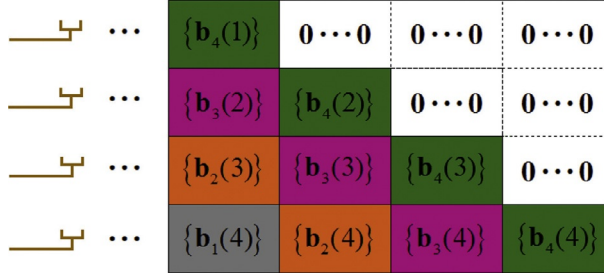 ··· {b₄(1)} 0···0 0···0 0···0
··· {b₃(2)} {b₄(2)} 0···0 0···0
··· {b₂(3)} {b₃(3)} {b₄(3)} 0···0
··· {b₁(4)} {b₂(4)} {b₃(4)} {b₄(4)}